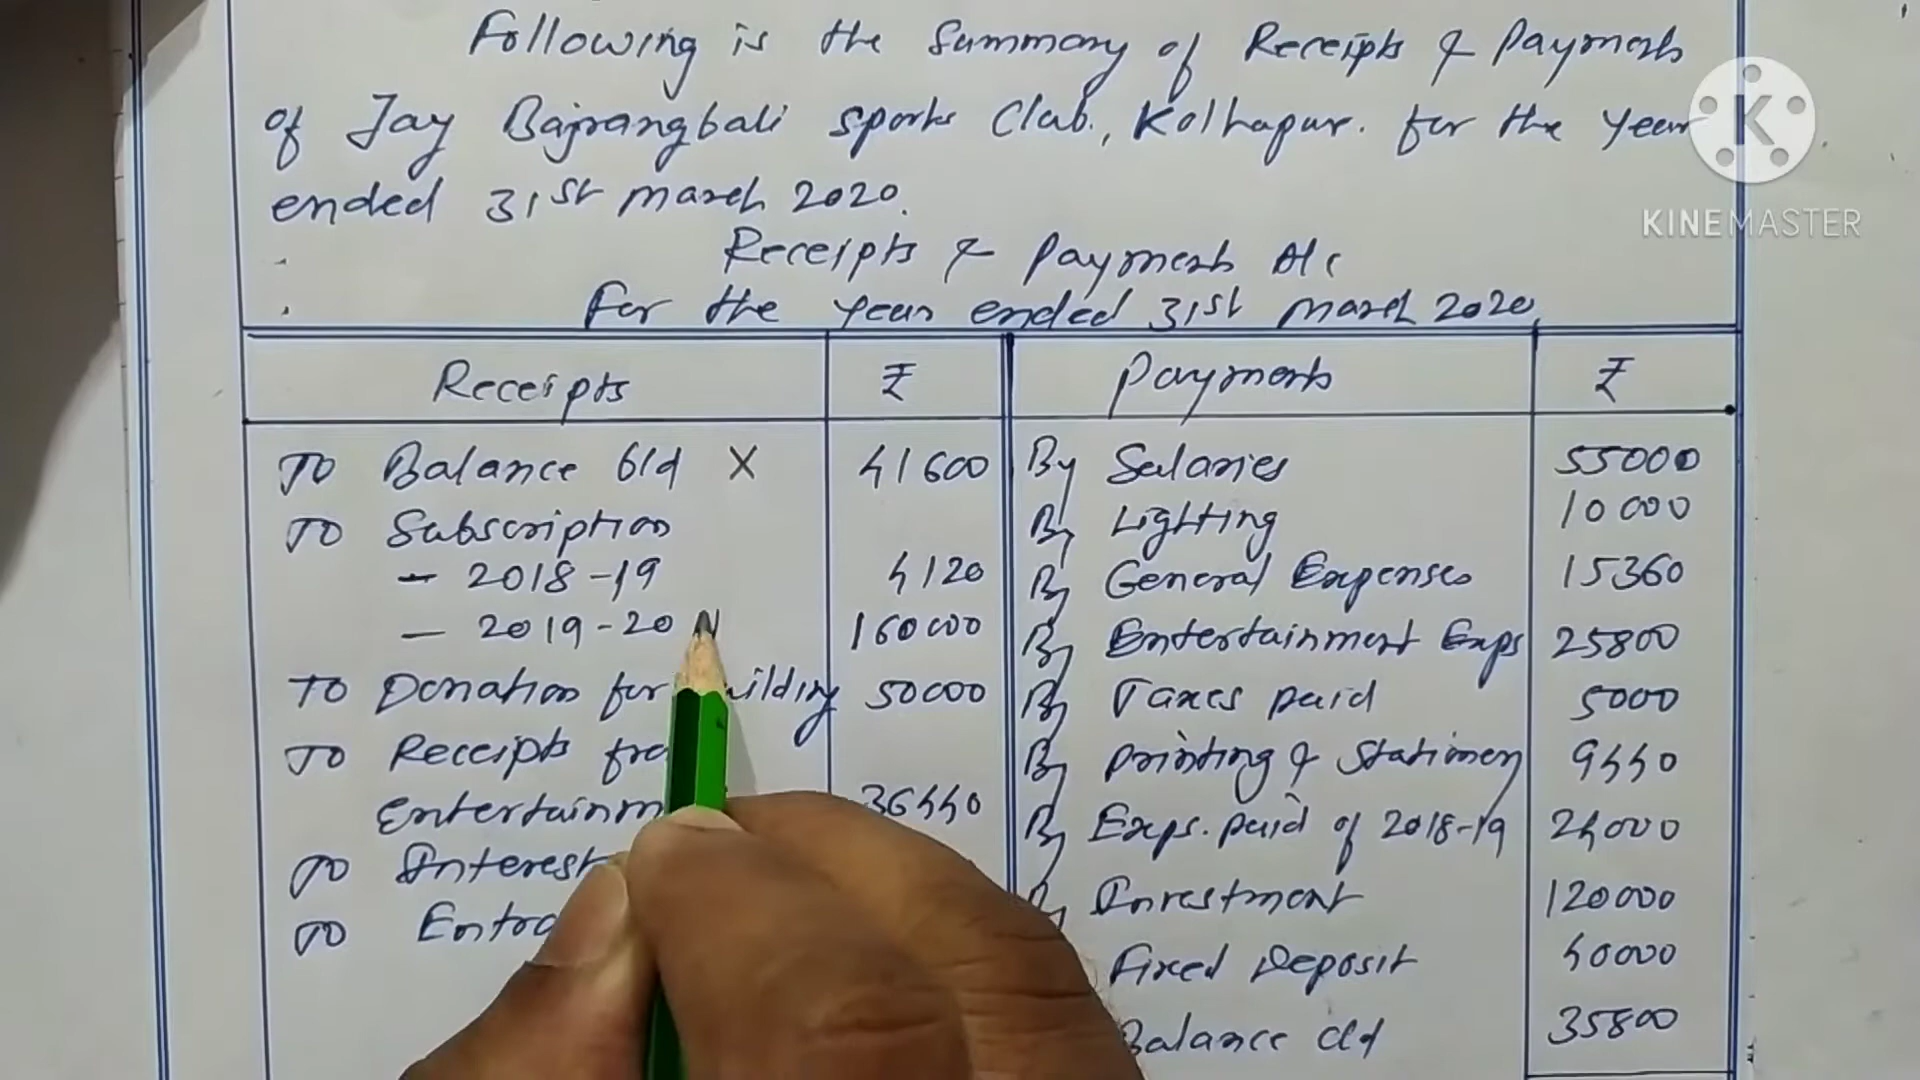 Following is the Summary of Receipts & Payments
of Jay Bajrangbali sports Club., Kolhapur. for the year
ended 31st march 2020.
KINEMASTER
Receipts & Payments A/c
For the year ended 31st march 2020.
Receipts ₹ Payments ₹
To Balance b/d X 41600 By Salaries 55000
To Subscription By Lighting 10000
- 2018-19 4120 By General Expenses 15360
- 2019-20 160000 By Entertainment Exps 25800
To Donation for 50000 By Taxes paid 5000
To Receipts By Printing & Stationery 9440
36440 By Exps. paid of 2018-19 24000
To Interest Investment 120000
To Fixed Deposit 40000
Balance c/d 35800